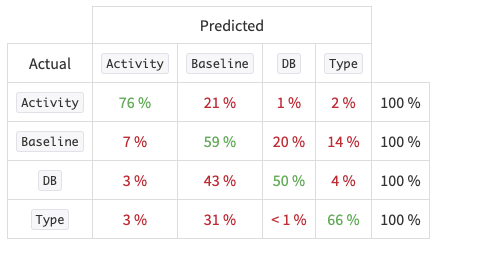 Predicted
Actual Activity Baseline DB Type
Activity 76 % 21 % 1 % 2 % 100 %
Baseline 7 % 59 % 20 % 14 % 100 %
DB 3 % 43 % 50 % 4 % 100 %
Type 3 % 31 % < 1 % 66 % 100 %